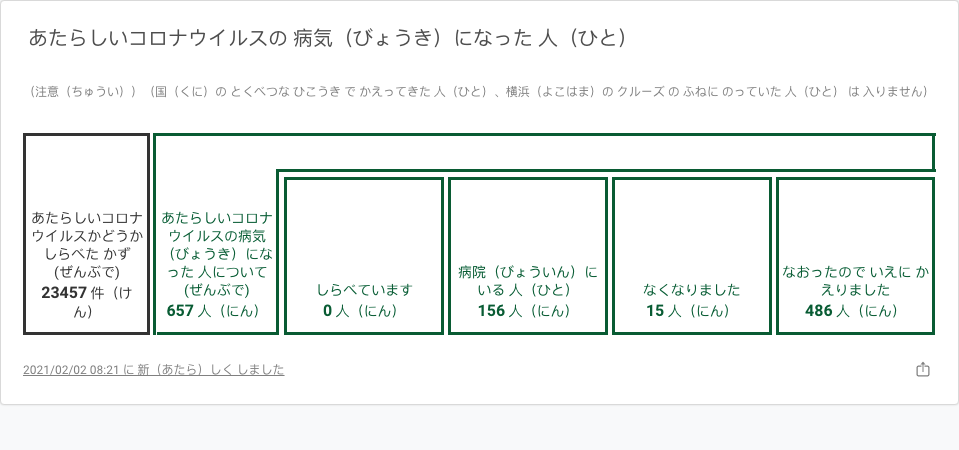 あたらしいコロナウイルスの 病気（びょうき）になった 人（ひと）
（注意（ちゅうい））（国（くに）の とくべつな ひこうき で かえってきた 人（ひと）、横浜（よこはま）の クルーズ の ふねに のっていた 人（ひと） は 入りません）
あたらしいコロナ
ウイルスかどうか
しらべた かず
(ぜんぶで)
23457 件（け
ん）
あたらしいコロナ
ウイルスの病気
（びょうき）にな
った 人について
(ぜんぶで)
657 人（にん）
しらべています
0 人（にん）
病院（びょういん）に
いる 人（ひと）
156 人（にん）
なくなりました
15 人（にん）
なおったので いえに か
えりました
486 人（にん）
2021/02/02 08:21 に 新（あたら）しく しました